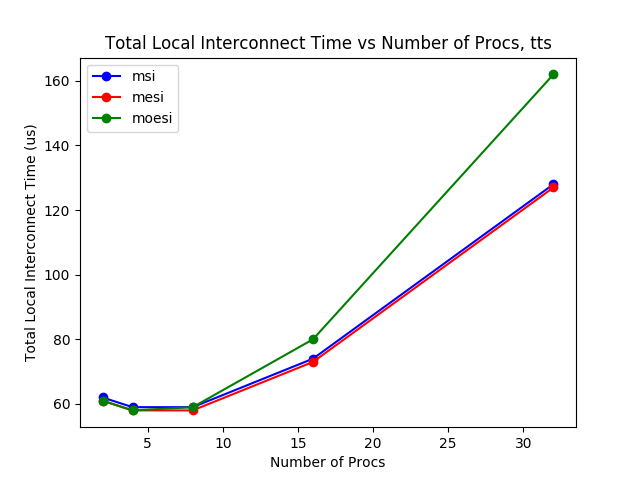 Total Local Interconnect Time vs Number of Procs, tts
msi
mesi
moesi
Total Local Interconnect Time (us)
160
140
120
100
80
60
5 10 15 20 25 30
Number of Procs